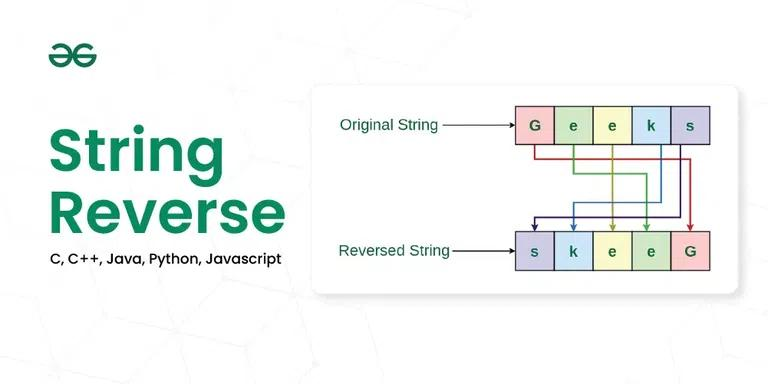 String
Reverse
C, C++, Java, Python, Javascript
Original String
G e e k s
Reversed String
s k e e G